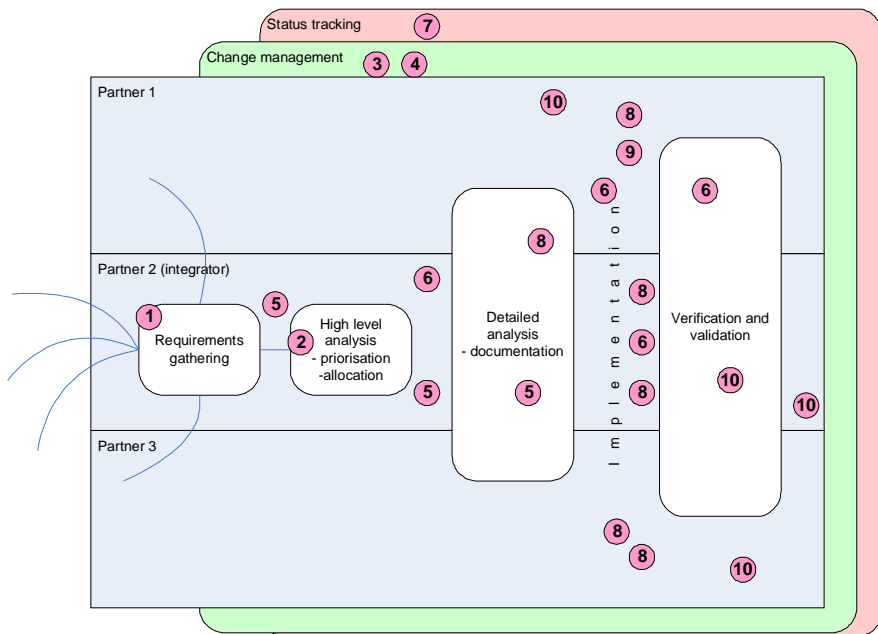 Status tracking
7
Change management
3
4
Partner 1
10
8
9
6
6
8
Partner 2 (integrator)
6
5
8
1
Requirements
gathering
2
High level
analysis
- priorisation
-allocation
Detailed
analysis
- documentation
Implementation
6
Verification and
validation
5
5
8
10
10
Partner 3
8
8
10